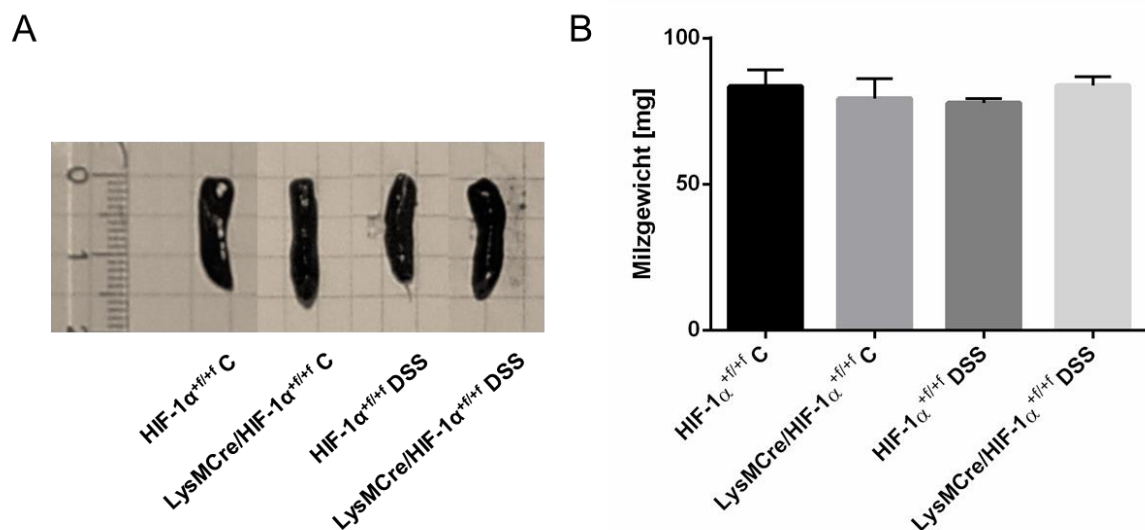 A
0
1
HIF-1α+f/+f C
LysMCre/HIF-1α+f/+f C
HIF-1α+f/+f DSS
LysMCre/HIF-1α+f/+f DSS
B
Milzgewicht [mg]
100
50
0
HIF-1α+f/+f C
LysMCre/HIF-1α+f/+f C
HIF-1α+f/+f DSS
LysMCre/HIF-1α+f/+f DSS